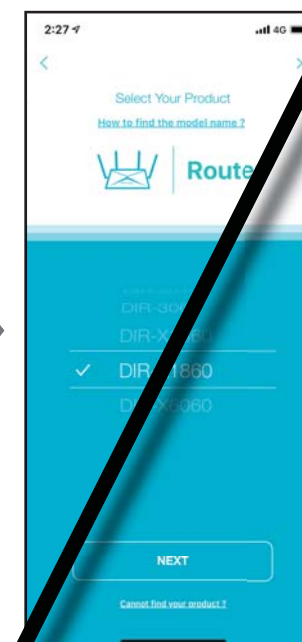 2:27
4G
Select Your Product
How to find the model name ?
Route
DIR-X6060
NEXT
Cannot find your product ?